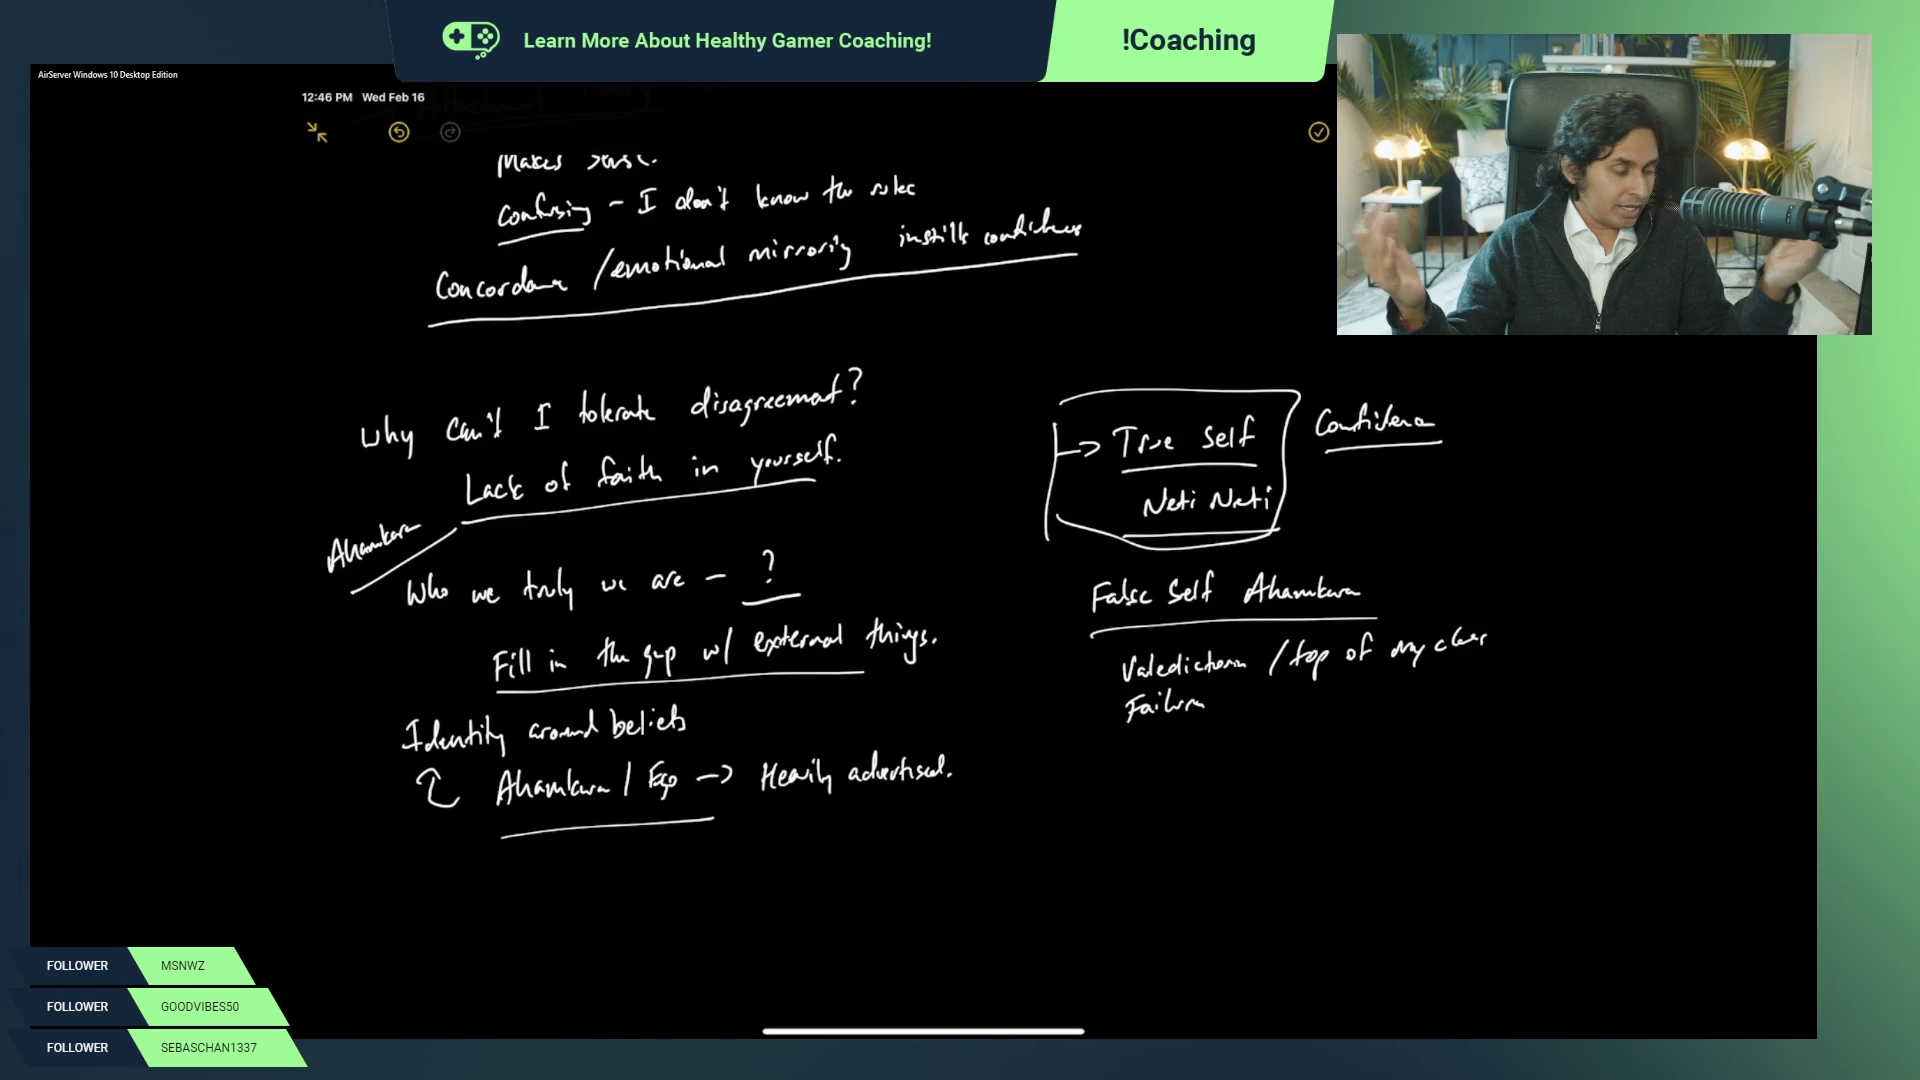 Learn More About Healthy Gamer Coaching!
!Coaching
AirServer Windows 10 Desktop Edition
12:46 PM Wed Feb 16
Makes sense.
Confusing - I don't know the rules
Concordance / emotional mirroring instills confidence
Why can't I tolerate disagreement?
Lack of faith in yourself.
Ahamkara
Who we truly we are - ?
Fill in the gap w/ external things.
Identity around beliefs
Ahamkara / Ego -> Heavily advertised.
-> True Self
Confidence
Neti Neti
False Self Ahamkara
Valedictorian / top of my class
Failure
FOLLOWER MSNWZ
FOLLOWER GOODVIBES50
FOLLOWER SEBASCHAN1337